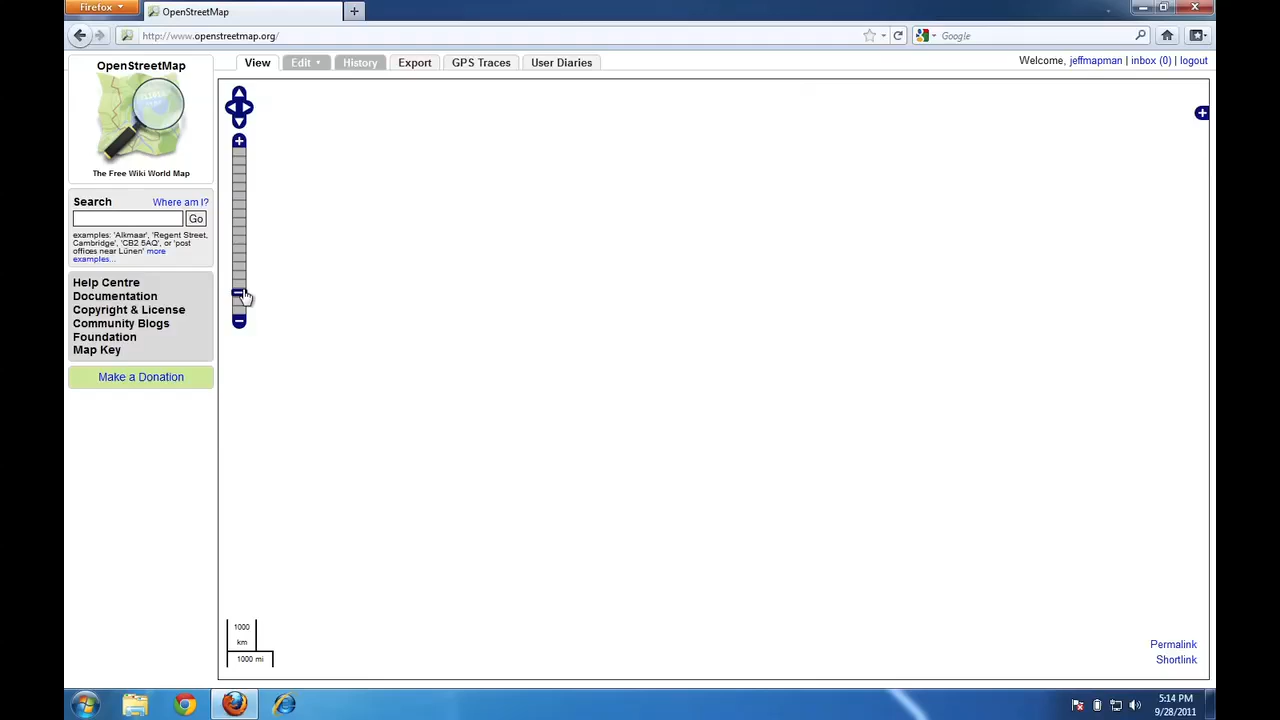 Firefox
OpenStreetMap
http://www.openstreetmap.org/
Google
OpenStreetMap
The Free Wiki World Map
View
Edit
History
Export
GPS Traces
User Diaries
Welcome, jeffmapman | inbox (0) | logout
Search
Where am I?
Go
examples: 'Alkmaar', 'Regent Street,
Cambridge', 'CB2 5AQ', or 'post
offices near Lünen' more
examples...
Help Centre
Documentation
Copyright & License
Community Blogs
Foundation
Map Key
Make a Donation
1000
km
1000 mi
Permalink
Shortlink
5:14 PM
9/28/2011